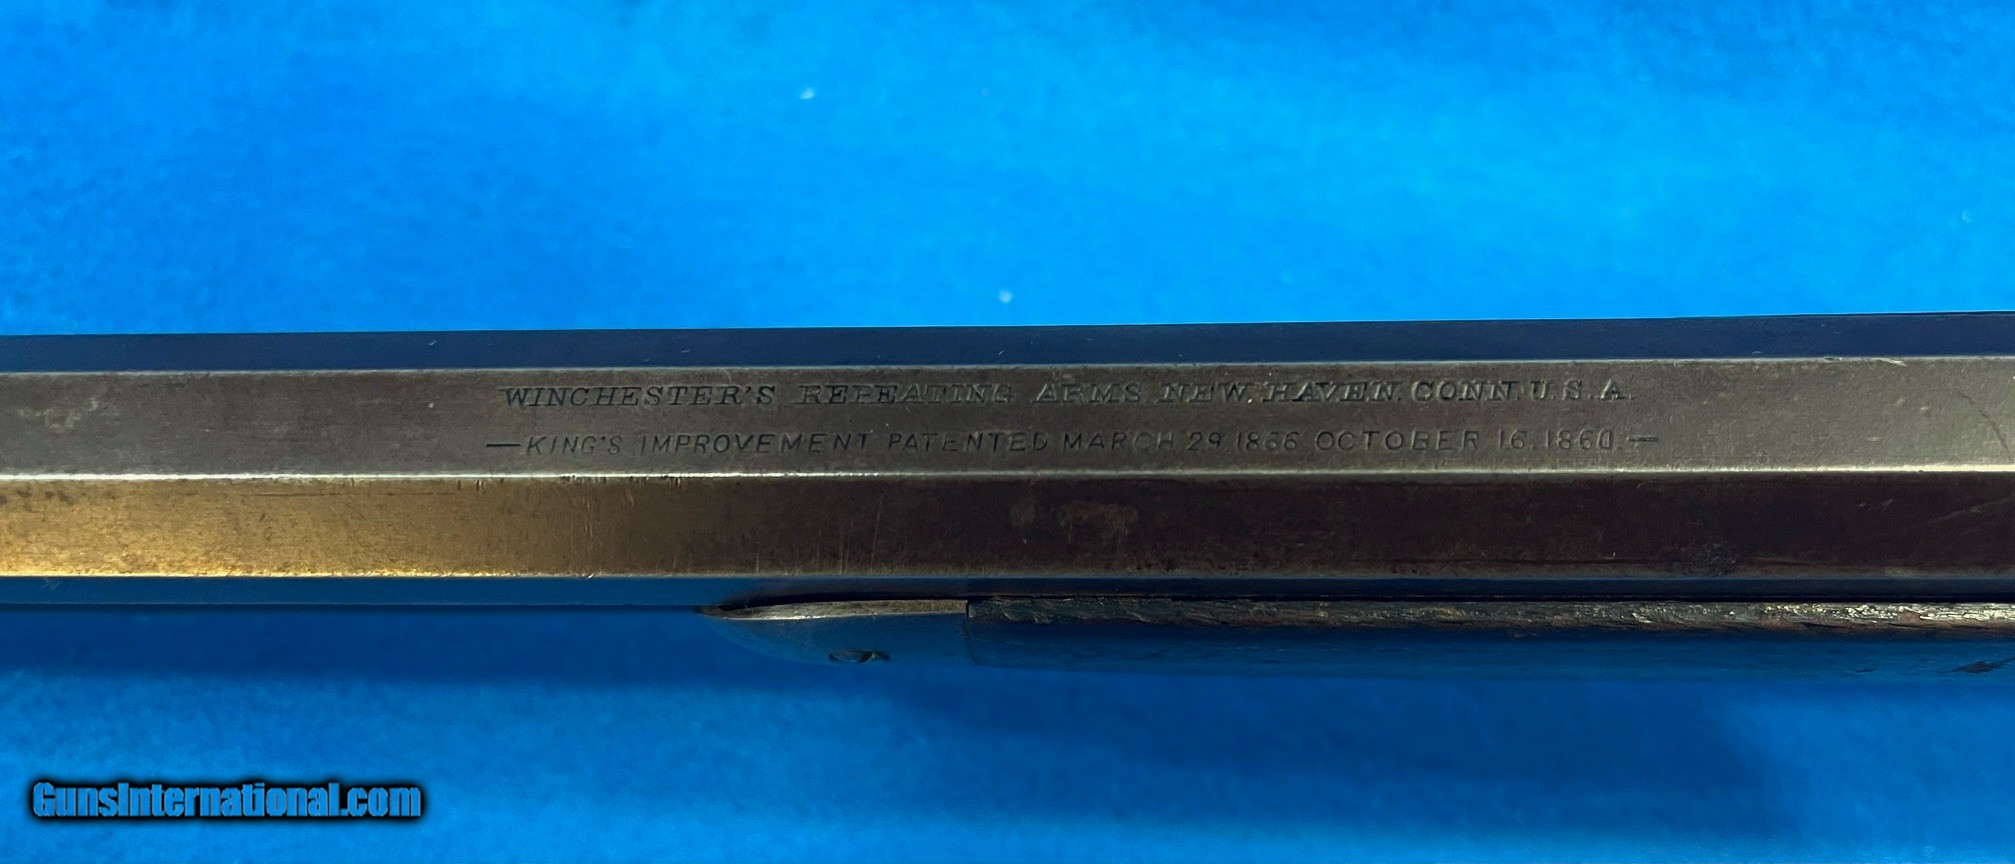 WINCHESTER'S REPEATING ARMS NEW HAVEN. CONN. U.S.A.
—KING'S IMPROVEMENT PATENTED MARCH 29.1866 OCTOBER 16.1860.—
GunsInternational.com